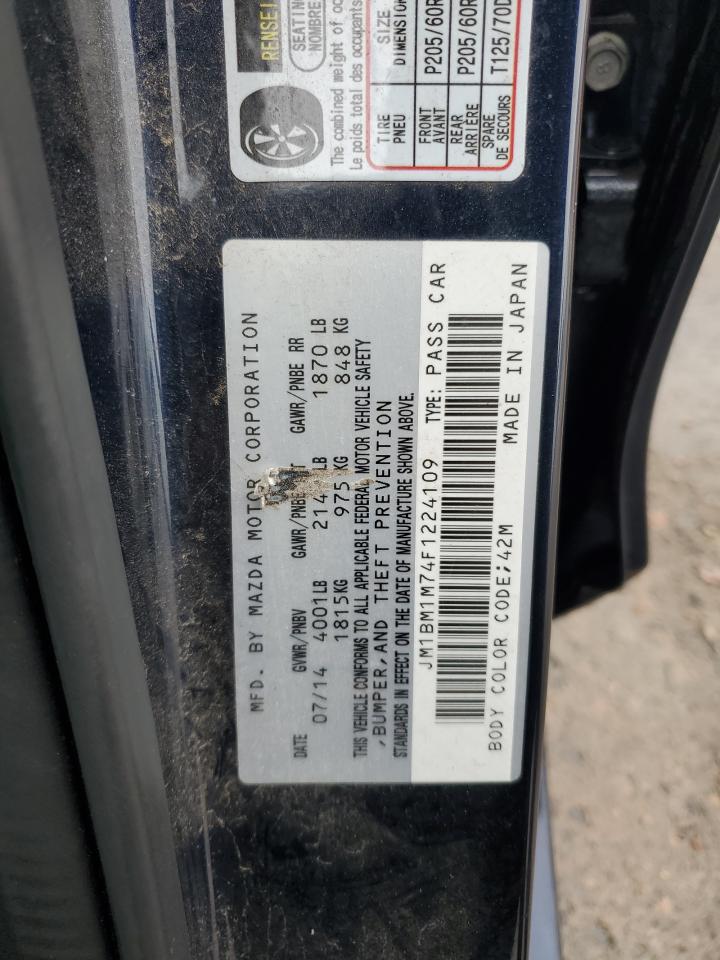 RENSEI
SEATIN
NOMBRE
The combined weight of oc
Le poids total des occupants
TIRE SIZE
PNEU DIMENSION
FRONT AVANT P205/60R
REAR ARRIÈRE P205/60R
SPARE DE SECOURS T125/70D
MFD. BY MAZDA MOTOR CORPORATION
DATE GVWR/PNBV GAWR/PNBE GAWR/PNBE RR
07/14 4001LB LB 1870 LB
1815KG 975 KG 848 KG
THIS VEHICLE CONFORMS TO ALL APPLICABLE FEDERAL MOTOR VEHICLE SAFETY
,BUMPER,AND THEFT PREVENTION
STANDARDS IN EFFECT ON THE DATE OF MANUFACTURE SHOWN ABOVE.
JM1BM1M74F1224109 TYPE: PASS CAR
BODY COLOR CODE;42M MADE IN JAPAN